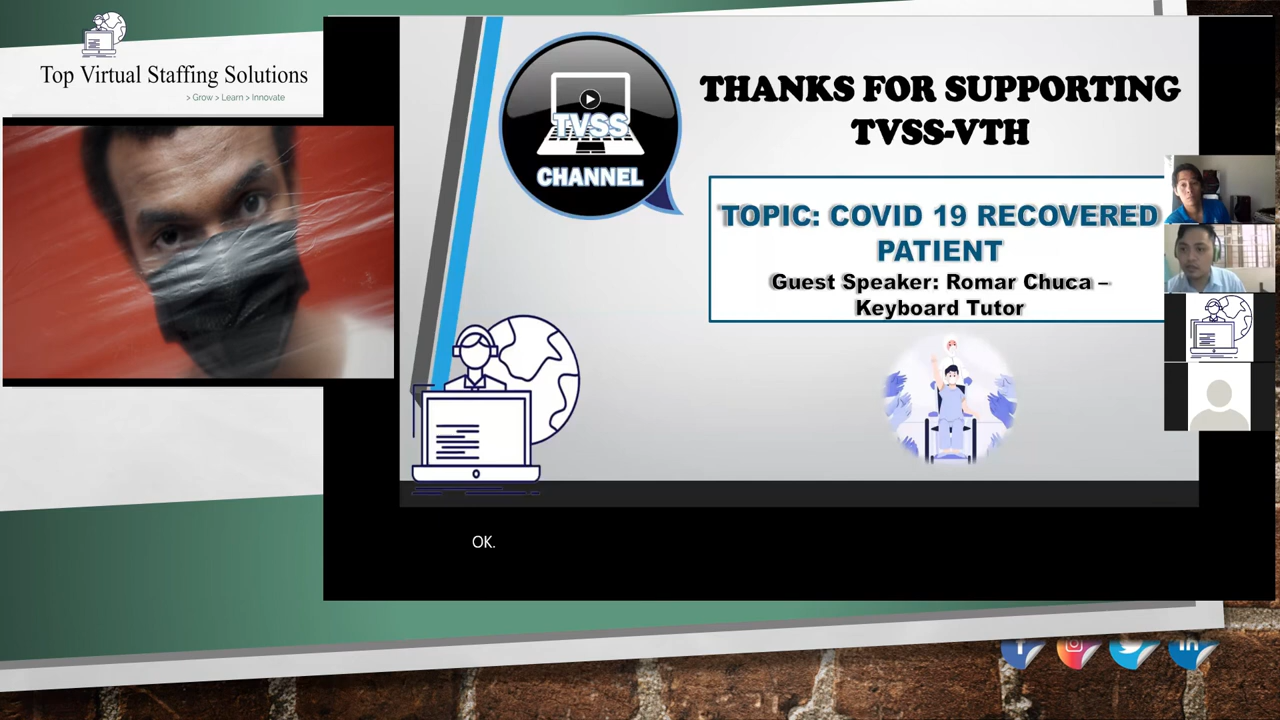 Top Virtual Staffing Solutions
> Grow > Learn > Innovate
TVSS
CHANNEL
THANKS FOR SUPPORTING
TVSS-VTH
TOPIC: COVID 19 RECOVERED
PATIENT
Guest Speaker: Romar Chuca –
Keyboard Tutor
OK.